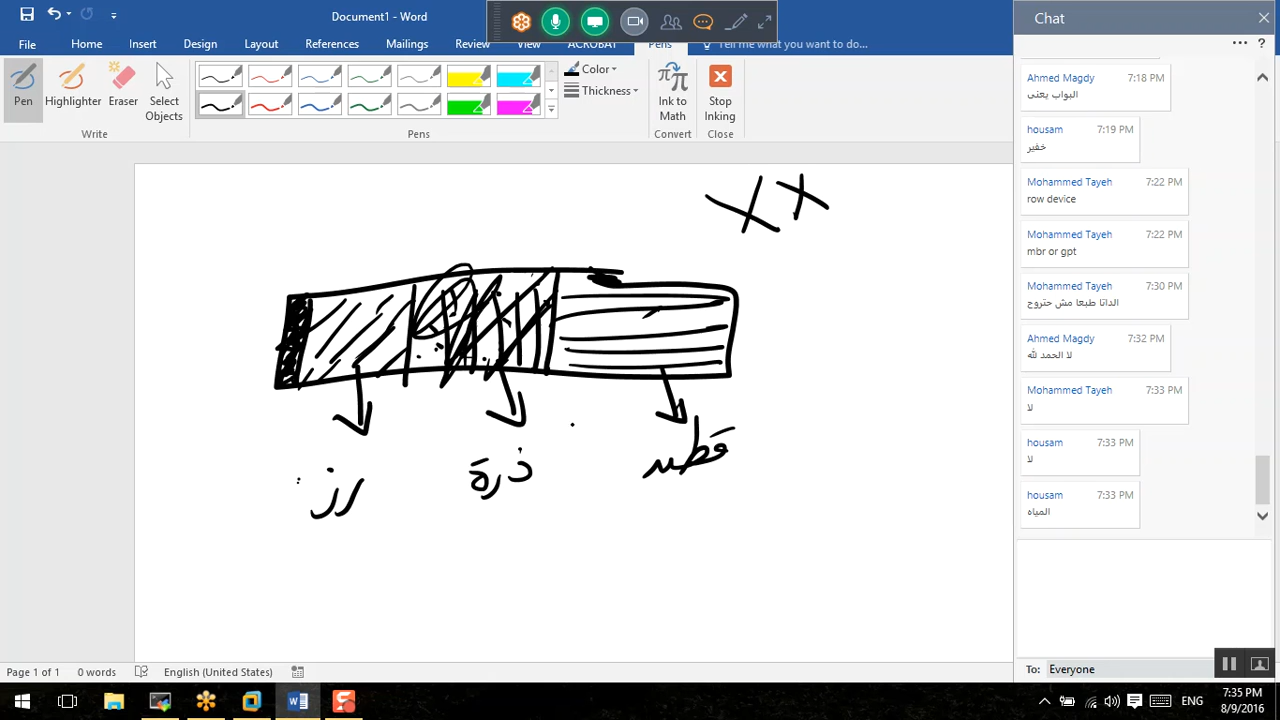 Document1 - Word
File
Home
Insert
Design
Layout
References
Mailings
Review
View
ACROBAT
Pens
Tell me what you want to do...
Pen
Highlighter
Eraser
Select Objects
Color
Thickness
Ink to Math
Stop Inking
Write
Pens
Convert
Close
XX
رز
ذرة
Chat
Ahmed Magdy 7:18 PM
البواب يعنى
housam 7:19 PM
خفير
Mohammed Tayeh 7:22 PM
row device
Mohammed Tayeh 7:22 PM
mbr or gpt
Mohammed Tayeh 7:30 PM
الداتا طبعا مش حتروح
Ahmed Magdy 7:32 PM
لا الحمد لله
Mohammed Tayeh 7:33 PM
لا
housam 7:33 PM
لا
housam 7:33 PM
المياه
To: Everyone
Page 1 of 1
0 words
English (United States)
ENG
7:35 PM
8/9/2016